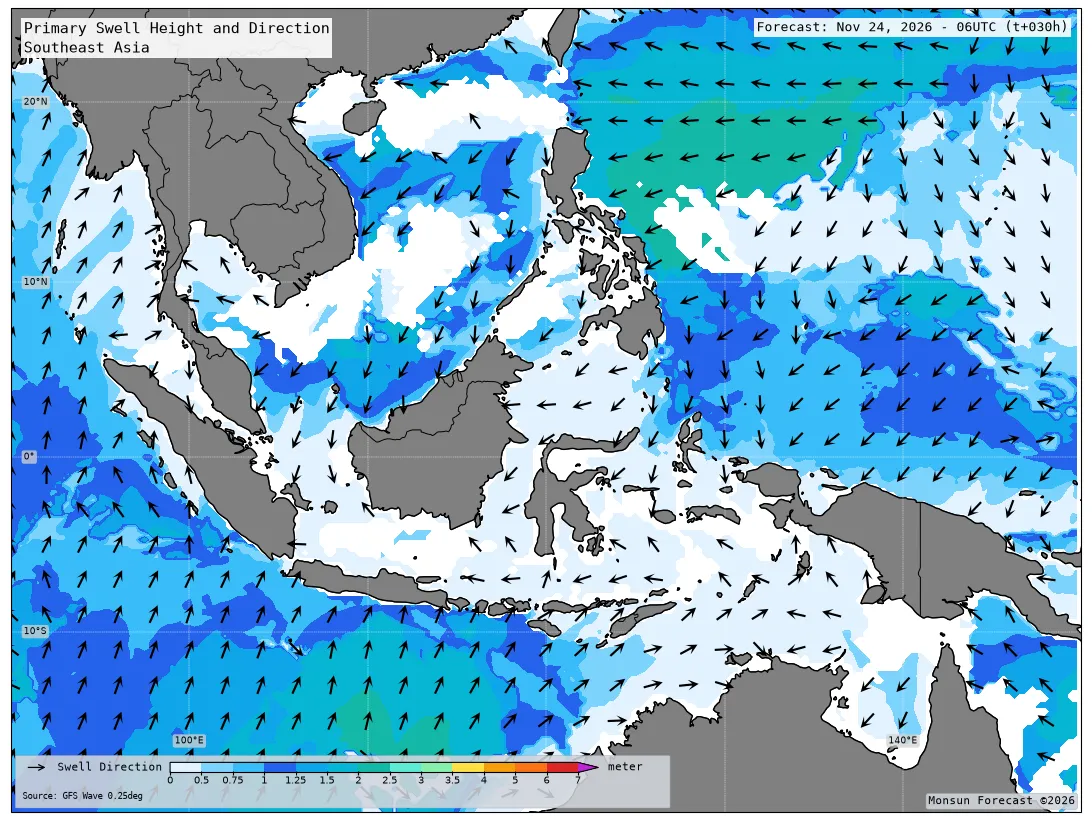 Primary Swell Height and Direction
Southeast Asia
Forecast: Nov 24, 2026 - 06UTC (t+030h)
20°N
10°N
0°
10°S
100°E
140°E
Swell Direction
0 0.5 0.75 1 1.25 1.5 2 2.5 3 3.5 4 5 6 7
meter
Source: GFS Wave 0.25deg
Monsun Forecast ©2026